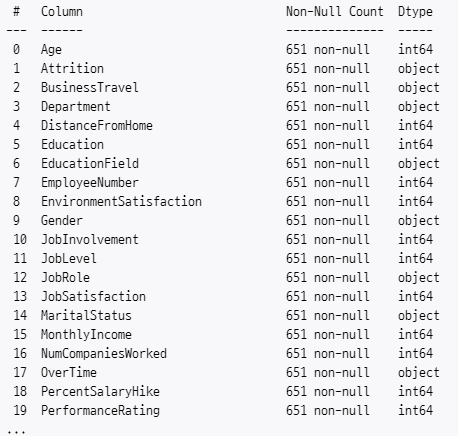 #   Column                   Non-Null Count  Dtype
---  ------                   --------------  -----
0   Age                      651 non-null    int64
1   Attrition                651 non-null    object
2   BusinessTravel           651 non-null    object
3   Department               651 non-null    object
4   DistanceFromHome         651 non-null    int64
5   Education                651 non-null    int64
6   EducationField           651 non-null    object
7   EmployeeNumber           651 non-null    int64
8   EnvironmentSatisfaction  651 non-null    int64
9   Gender                   651 non-null    object
10  JobInvolvement           651 non-null    int64
11  JobLevel                 651 non-null    int64
12  JobRole                  651 non-null    object
13  JobSatisfaction          651 non-null    int64
14  MaritalStatus            651 non-null    object
15  MonthlyIncome            651 non-null    int64
16  NumCompaniesWorked       651 non-null    int64
17  OverTime                 651 non-null    object
18  PercentSalaryHike        651 non-null    int64
19  PerformanceRating        651 non-null    int64
...